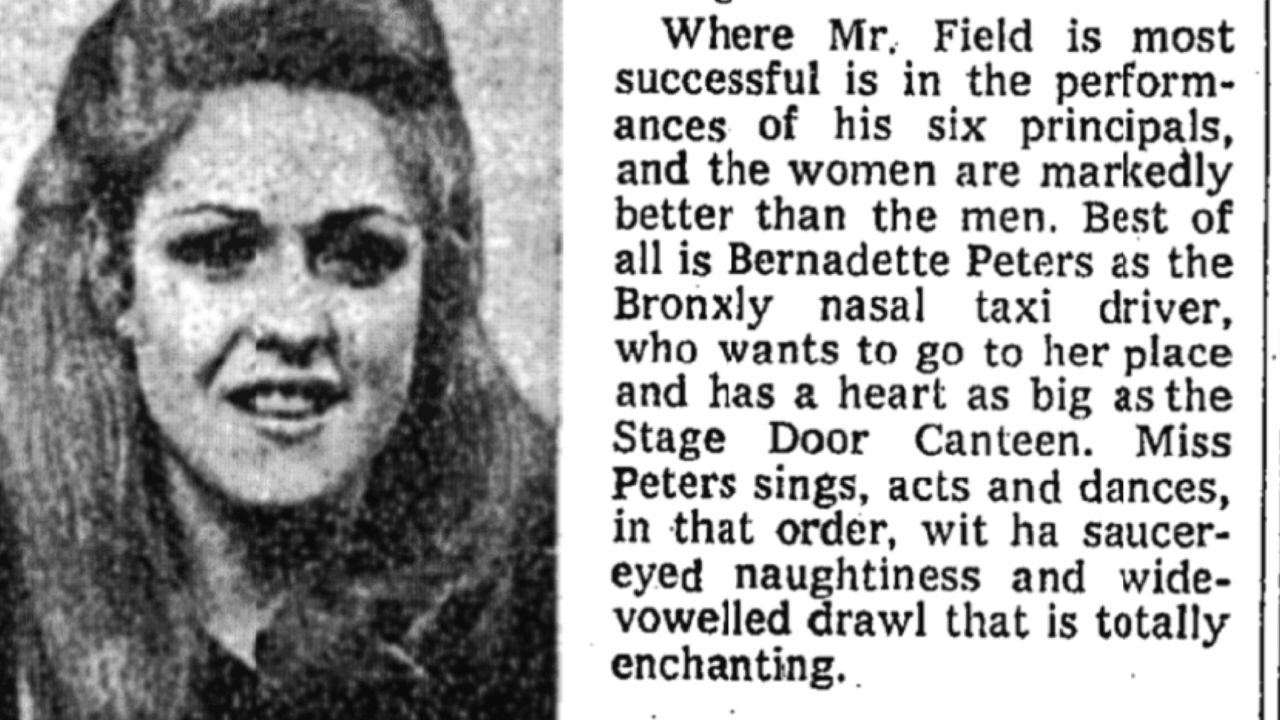 Where Mr. Field is most
successful is in the perform-
ances of his six principals,
and the women are markedly
better than the men. Best of
all is Bernadette Peters as the
Bronxly nasal taxi driver,
who wants to go to her place
and has a heart as big as the
Stage Door Canteen. Miss
Peters sings, acts and dances,
in that order, wit ha saucer-
eyed naughtiness and wide-
vowelled drawl that is totally
enchanting.